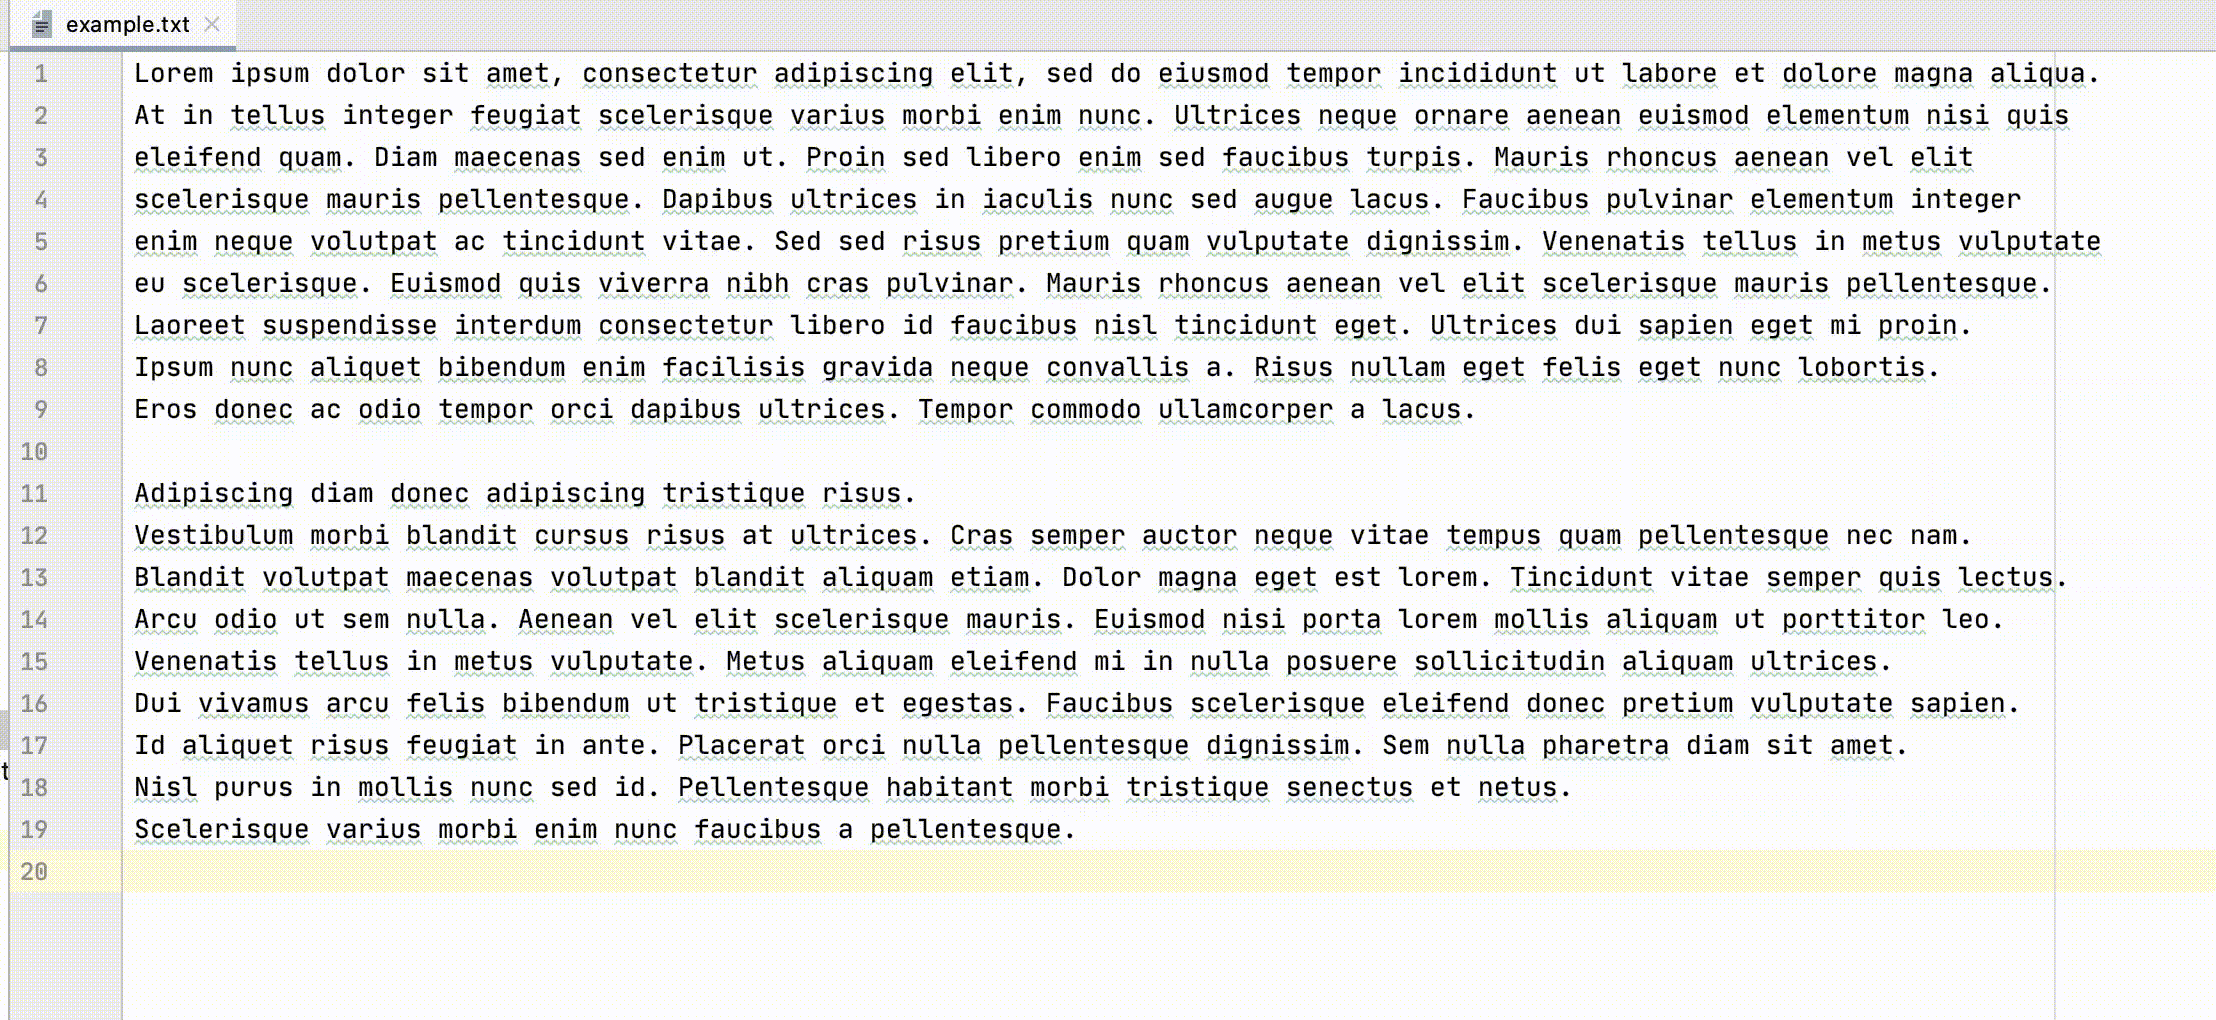 example.txt
1 Lorem ipsum dolor sit amet, consectetur adipiscing elit, sed do eiusmod tempor incididunt ut labore et dolore magna aliqua.
2 At in tellus integer feugiat scelerisque varius morbi enim nunc. Ultrices neque ornare aenean euismod elementum nisi quis
3 eleifend quam. Diam maecenas sed enim ut. Proin sed libero enim sed faucibus turpis. Mauris rhoncus aenean vel elit
4 scelerisque mauris pellentesque. Dapibus ultrices in iaculis nunc sed augue lacus. Faucibus pulvinar elementum integer
5 enim neque volutpat ac tincidunt vitae. Sed sed risus pretium quam vulputate dignissim. Venenatis tellus in metus vulputate
6 eu scelerisque. Euismod quis viverra nibh cras pulvinar. Mauris rhoncus aenean vel elit scelerisque mauris pellentesque.
7 Laoreet suspendisse interdum consectetur libero id faucibus nisl tincidunt eget. Ultrices dui sapien eget mi proin.
8 Ipsum nunc aliquet bibendum enim facilisis gravida neque convallis a. Risus nullam eget felis eget nunc lobortis.
9 Eros donec ac odio tempor orci dapibus ultrices. Tempor commodo ullamcorper a lacus.
10
11 Adipiscing diam donec adipiscing tristique risus.
12 Vestibulum morbi blandit cursus risus at ultrices. Cras semper auctor neque vitae tempus quam pellentesque nec nam.
13 Blandit volutpat maecenas volutpat blandit aliquam etiam. Dolor magna eget est lorem. Tincidunt vitae semper quis lectus.
14 Arcu odio ut sem nulla. Aenean vel elit scelerisque mauris. Euismod nisi porta lorem mollis aliquam ut porttitor leo.
15 Venenatis tellus in metus vulputate. Metus aliquam eleifend mi in nulla posuere sollicitudin aliquam ultrices.
16 Dui vivamus arcu felis bibendum ut tristique et egestas. Faucibus scelerisque eleifend donec pretium vulputate sapien.
17 Id aliquet risus feugiat in ante. Placerat orci nulla pellentesque dignissim. Sem nulla pharetra diam sit amet.
18 Nisl purus in mollis nunc sed id. Pellentesque habitant morbi tristique senectus et netus.
19 Scelerisque varius morbi enim nunc faucibus a pellentesque.
20